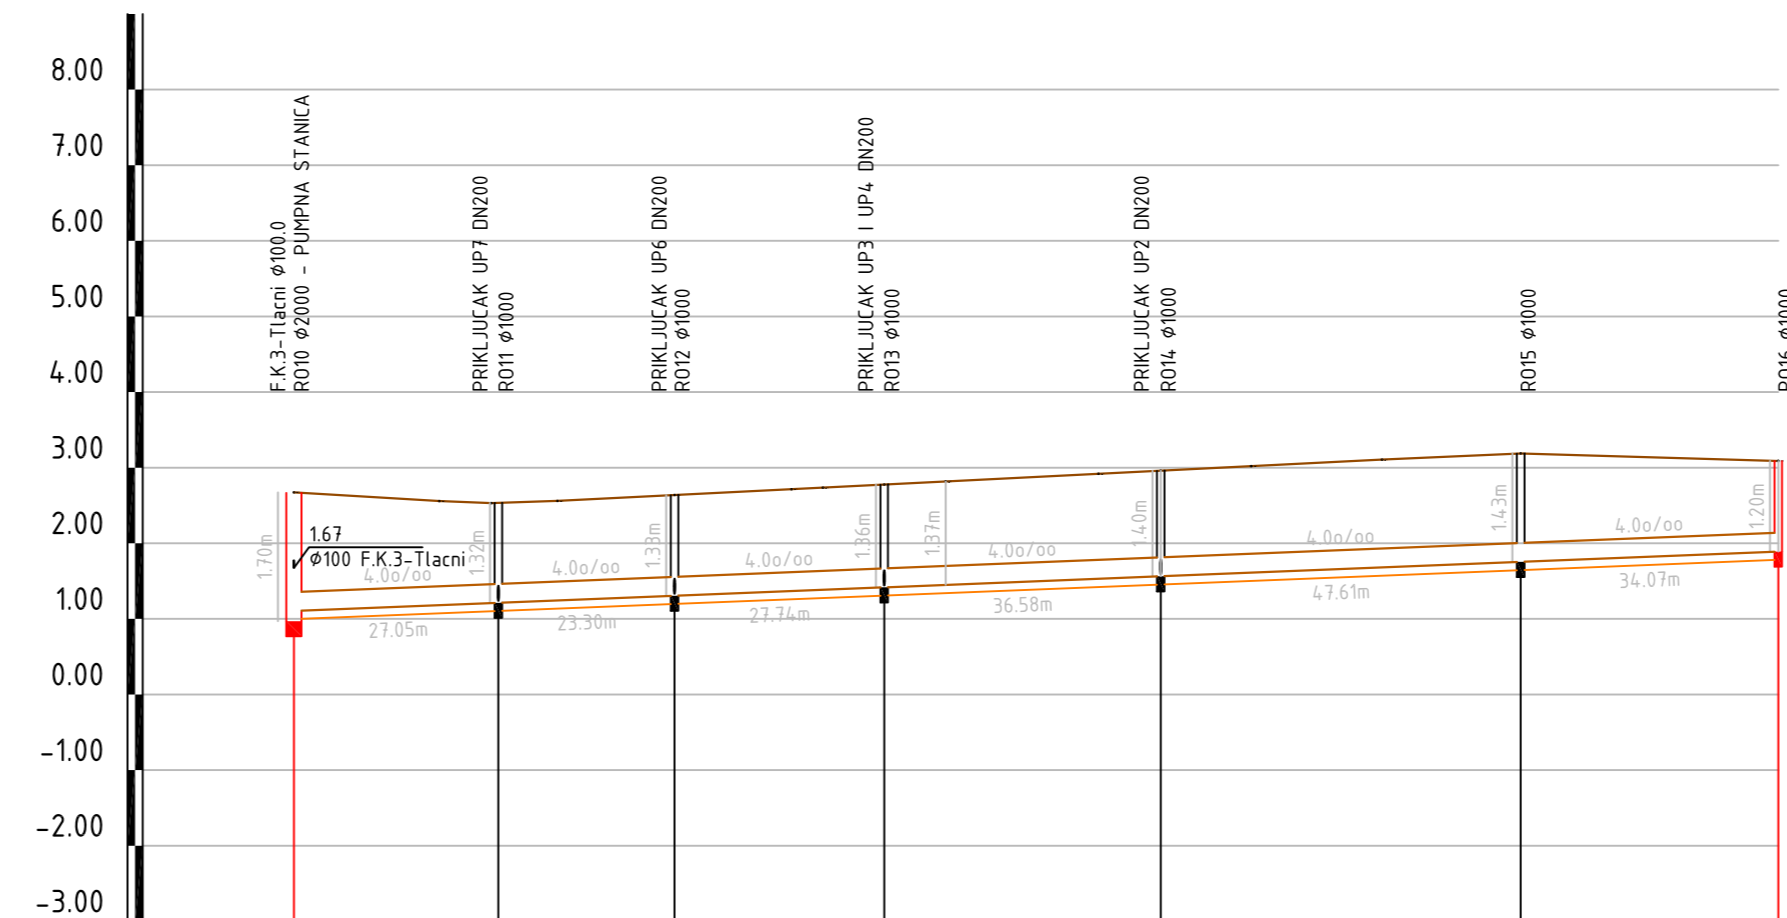 8.00
7.00
6.00
5.00
4.00
3.00
2.00
1.00
0.00
-1.00
-2.00
-3.00
F.K.3-Tlacni ϕ100.0
RO10 ϕ2000 - PUMPNA STANICA
PRIKLJUCAK UP7 DN200
RO11 ϕ1000
PRIKLJUCAK UP6 DN200
RO12 ϕ1000
PRIKLJUCAK UP3 I UP4 DN200
RO13 ϕ1000
PRIKLJUCAK UP2 DN200
RO14 ϕ1000
RO15 ϕ1000
RO16 ϕ1000
1.70m
1.67
ϕ100 F.K.3-Tlacni
4.0o/oo
27.05m
1.32m
4.0o/oo
23.30m
1.33m
4.0o/oo
27.74m
1.36m
1.37m
4.0o/oo
36.58m
1.40m
4.0o/oo
47.61m
1.43m
4.0o/oo
34.07m
1.20m